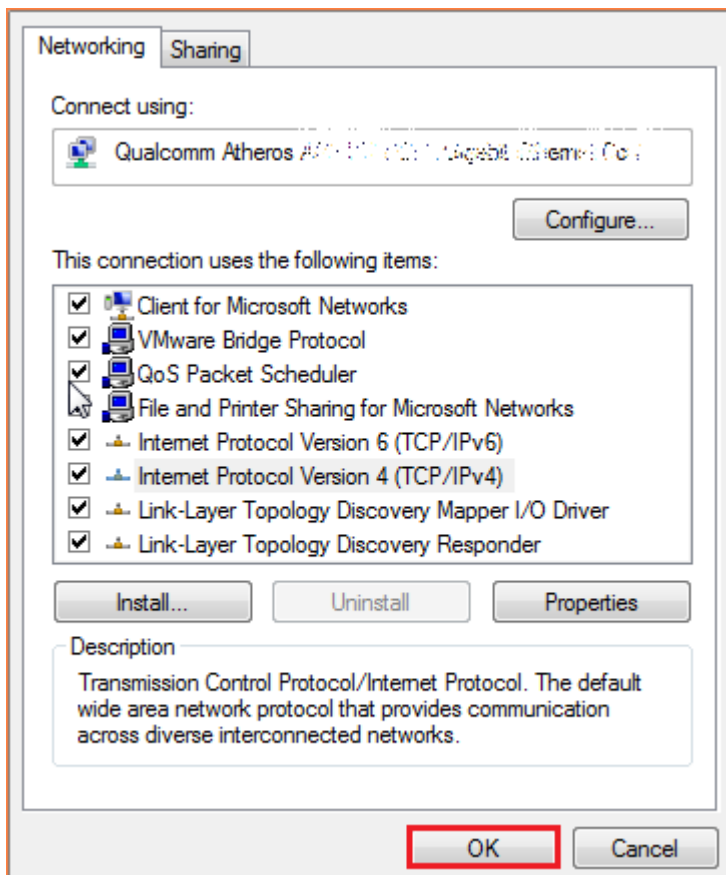 Networking
Sharing
Connect using:
Qualcomm Atheros
Configure...
This connection uses the following items:
Client for Microsoft Networks
VMware Bridge Protocol
QoS Packet Scheduler
File and Printer Sharing for Microsoft Networks
Internet Protocol Version 6 (TCP/IPv6)
Internet Protocol Version 4 (TCP/IPv4)
Link-Layer Topology Discovery Mapper I/O Driver
Link-Layer Topology Discovery Responder
Install...
Uninstall
Properties
Description
Transmission Control Protocol/Internet Protocol. The default
wide area network protocol that provides communication
across diverse interconnected networks.
OK
Cancel